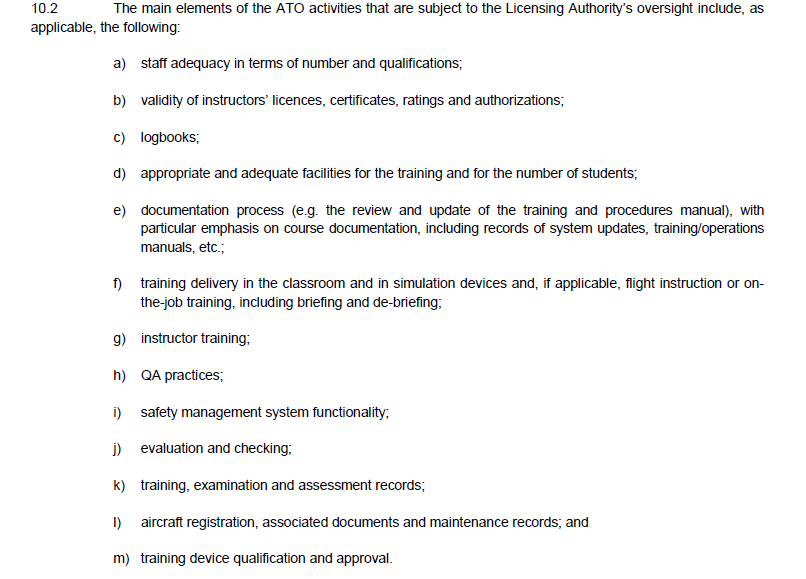 10.2 The main elements of the ATO activities that are subject to the Licensing Authority's oversight include, as
applicable, the following:
a) staff adequacy in terms of number and qualifications;
b) validity of instructors' licences, certificates, ratings and authorizations;
c) logbooks;
d) appropriate and adequate facilities for the training and for the number of students;
e) documentation process (e.g. the review and update of the training and procedures manual), with
particular emphasis on course documentation, including records of system updates, training/operations
manuals, etc.;
f) training delivery in the classroom and in simulation devices and, if applicable, flight instruction or on-
the-job training, including briefing and de-briefing;
g) instructor training;
h) QA practices;
i) safety management system functionality;
j) evaluation and checking;
k) training, examination and assessment records;
l) aircraft registration, associated documents and maintenance records; and
m) training device qualification and approval.